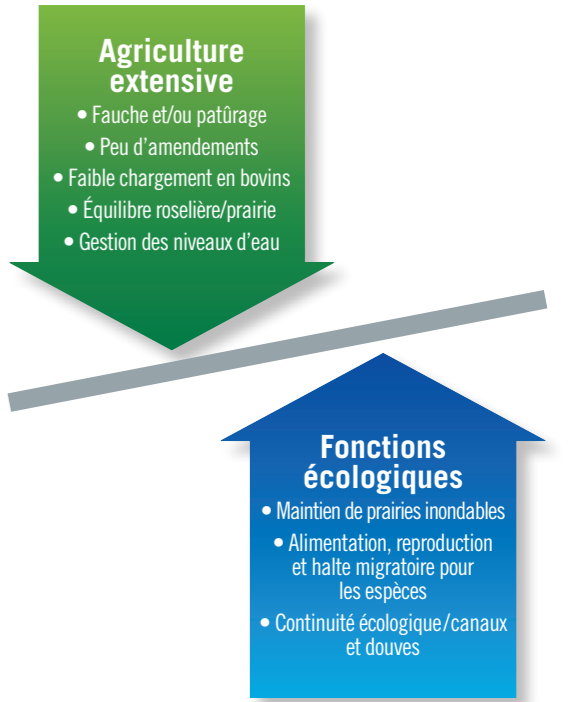 Agriculture
extensive
• Fauche et/ou patûrage
• Peu d'amendements
• Faible chargement en bovins
• Équilibre roselière/prairie
• Gestion des niveaux d'eau
Fonctions
écologiques
• Maintien de prairies inondables
• Alimentation, reproduction
et halte migratoire pour
les espèces
• Continuité écologique/canaux
et douves